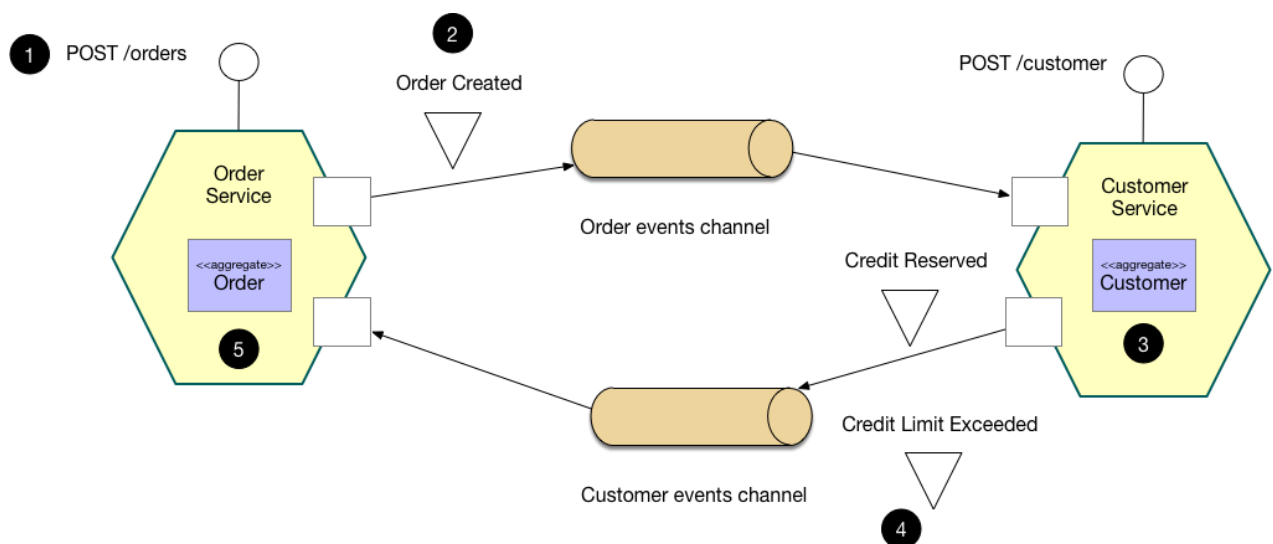 1
POST /orders
2
Order Created
POST /customer
Order
Service
Customer
Service
Order events channel
<<aggregate>>
Order
Credit Reserved
<<aggregate>>
Customer
5
3
Credit Limit Exceeded
Customer events channel
4